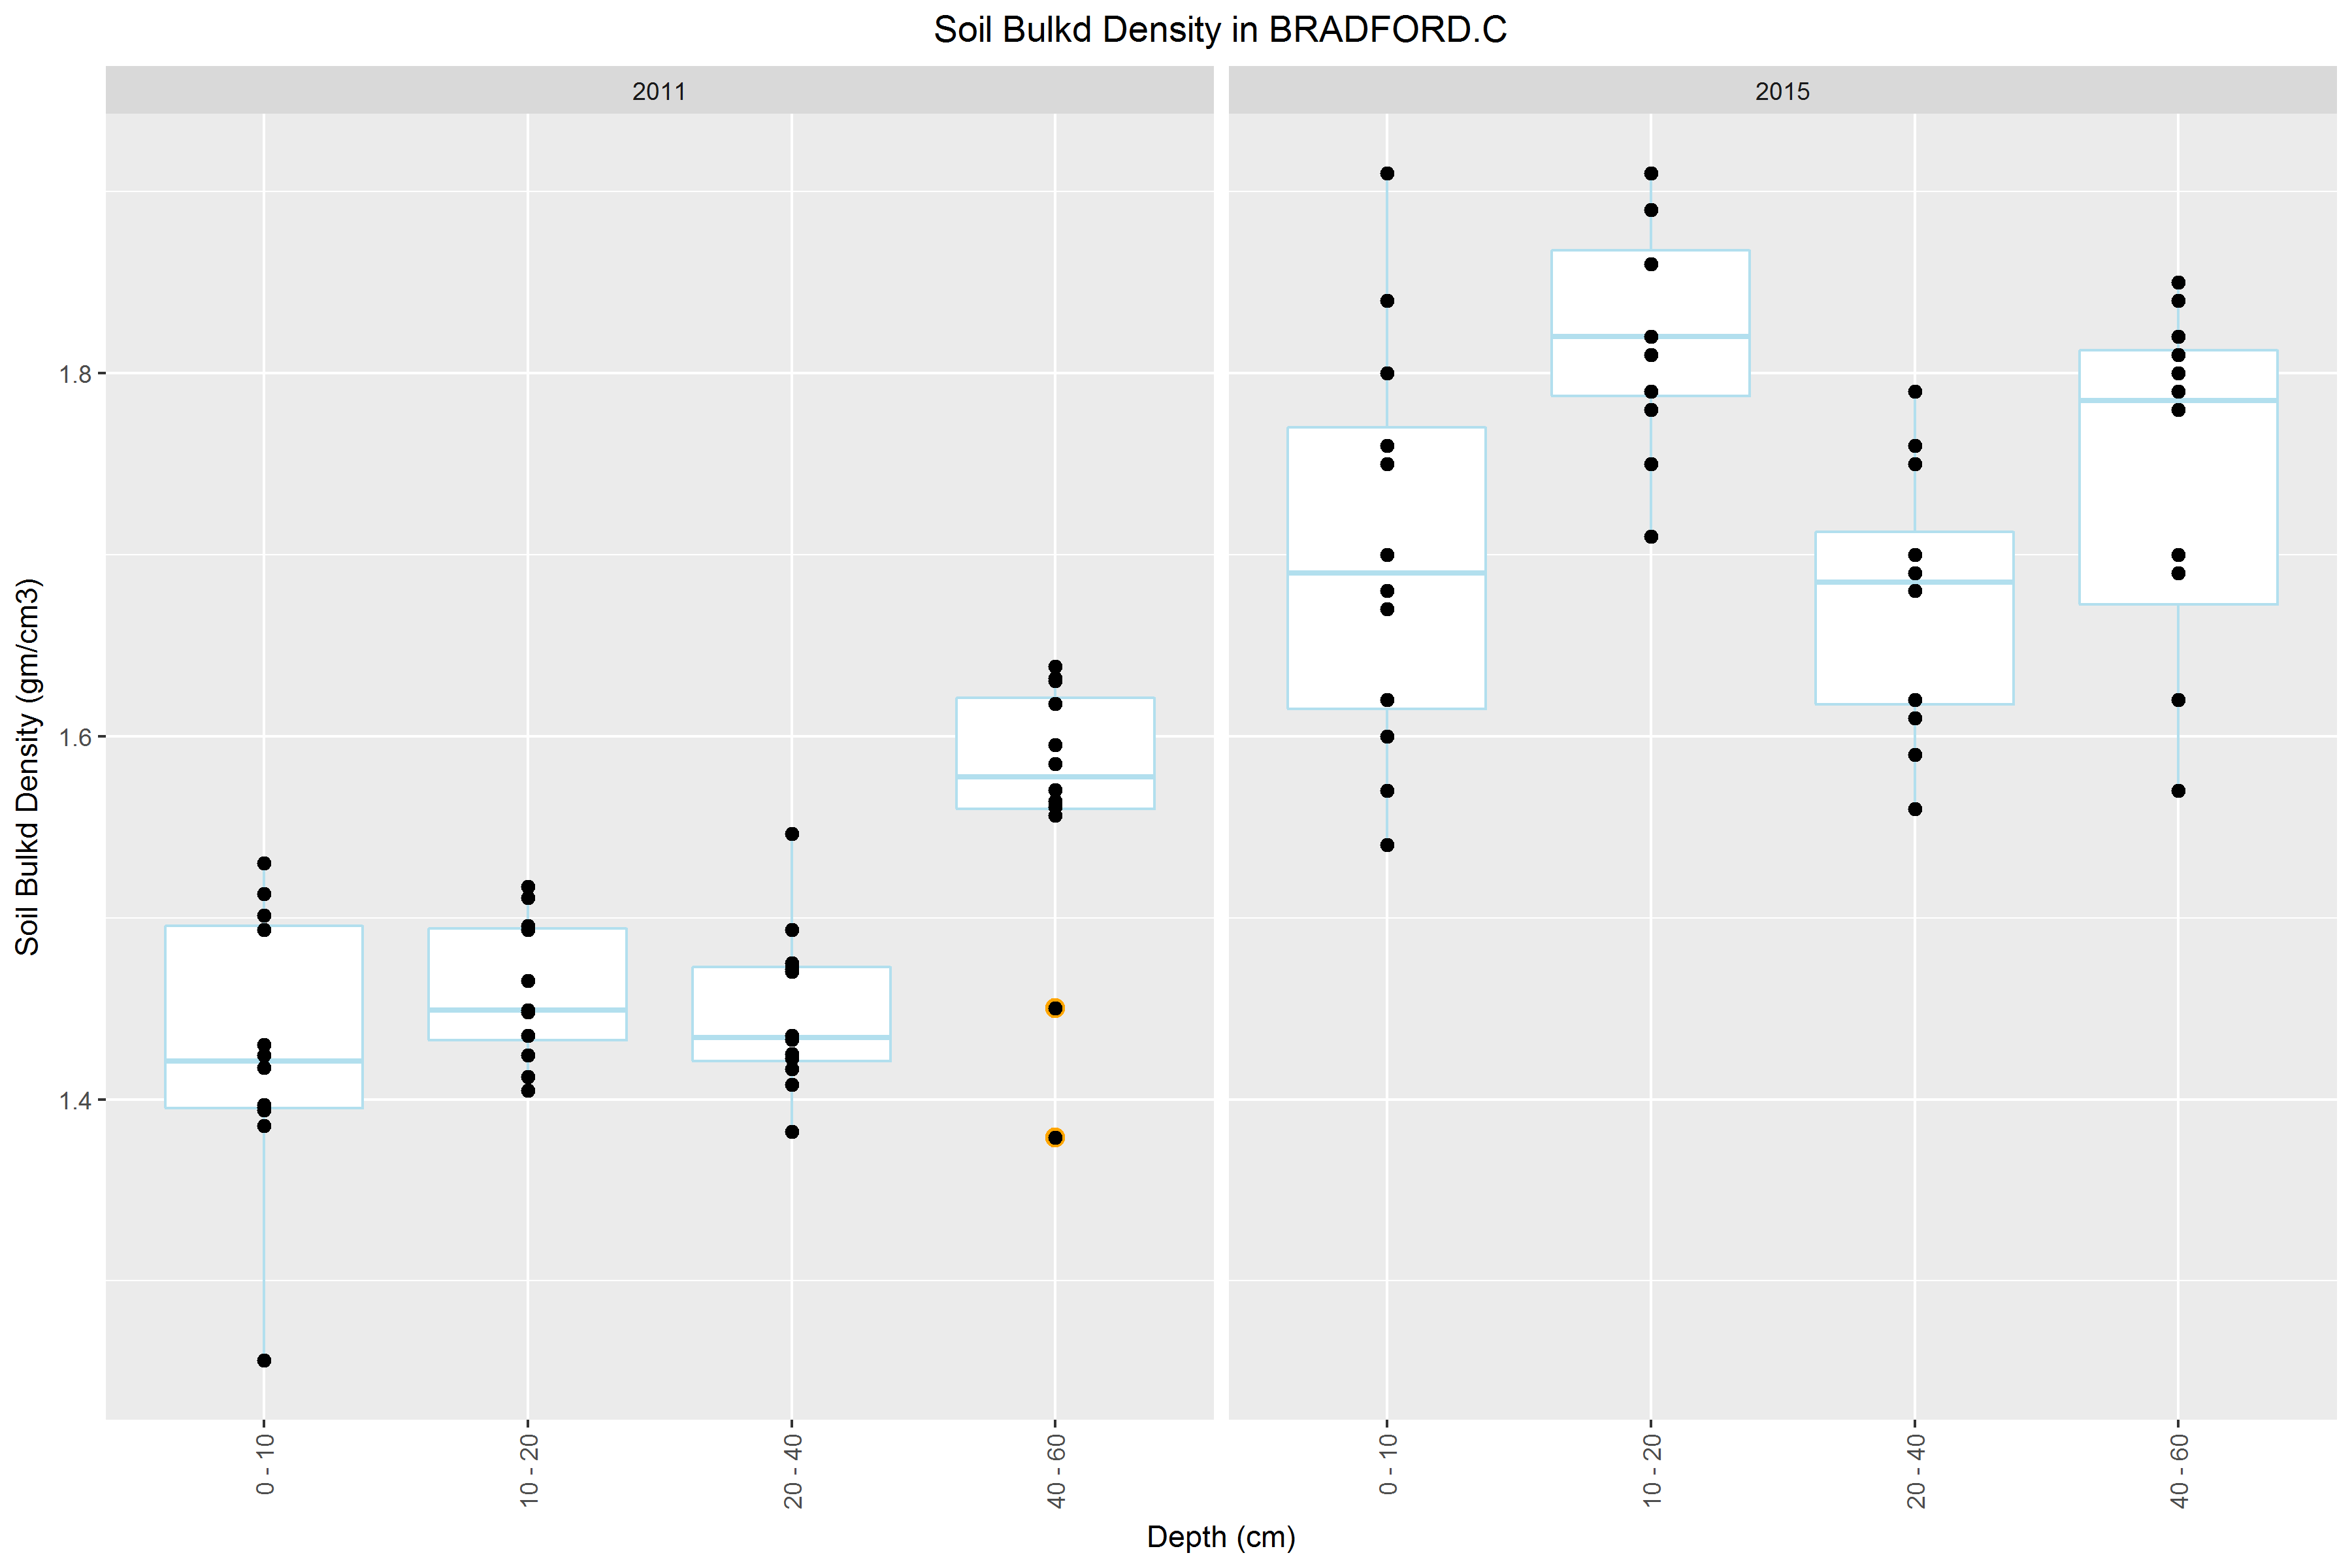 Soil Bulkd Density in BRADFORD.C
2011
2015
Soil Bulkd Density (gm/cm3)
1.8
1.6
1.4
0 - 10
10 - 20
20 - 40
40 - 60
0 - 10
10 - 20
20 - 40
40 - 60
Depth (cm)